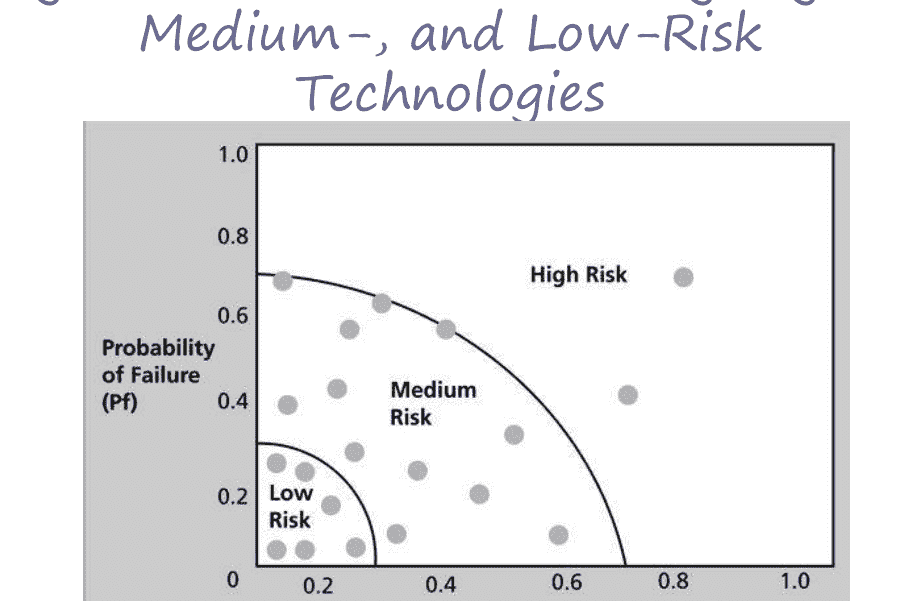 Medium-, and Low-Risk
Technologies
1.0
0.8
High Risk
0.6
Probability
of Failure
(Pf)
Medium
Risk
0.4
0.2
Low
Risk
0
0.2
0.4
0.6
0.8
1.0